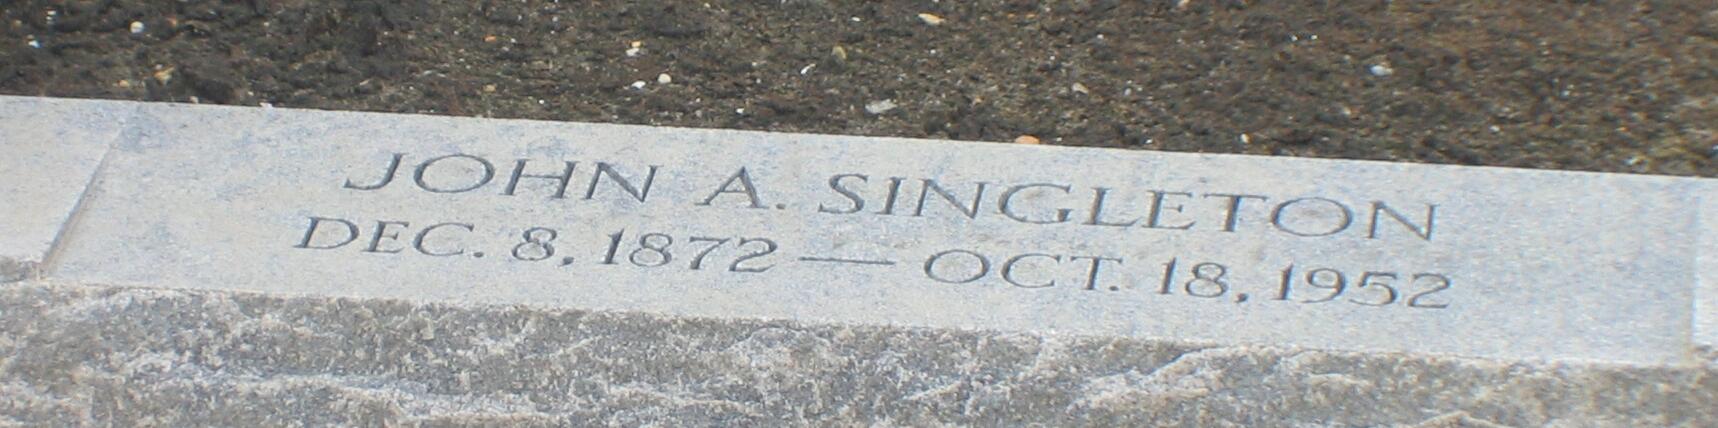 JOHN A. SINGLETON
DEC. 8, 1872 — OCT. 18, 1952